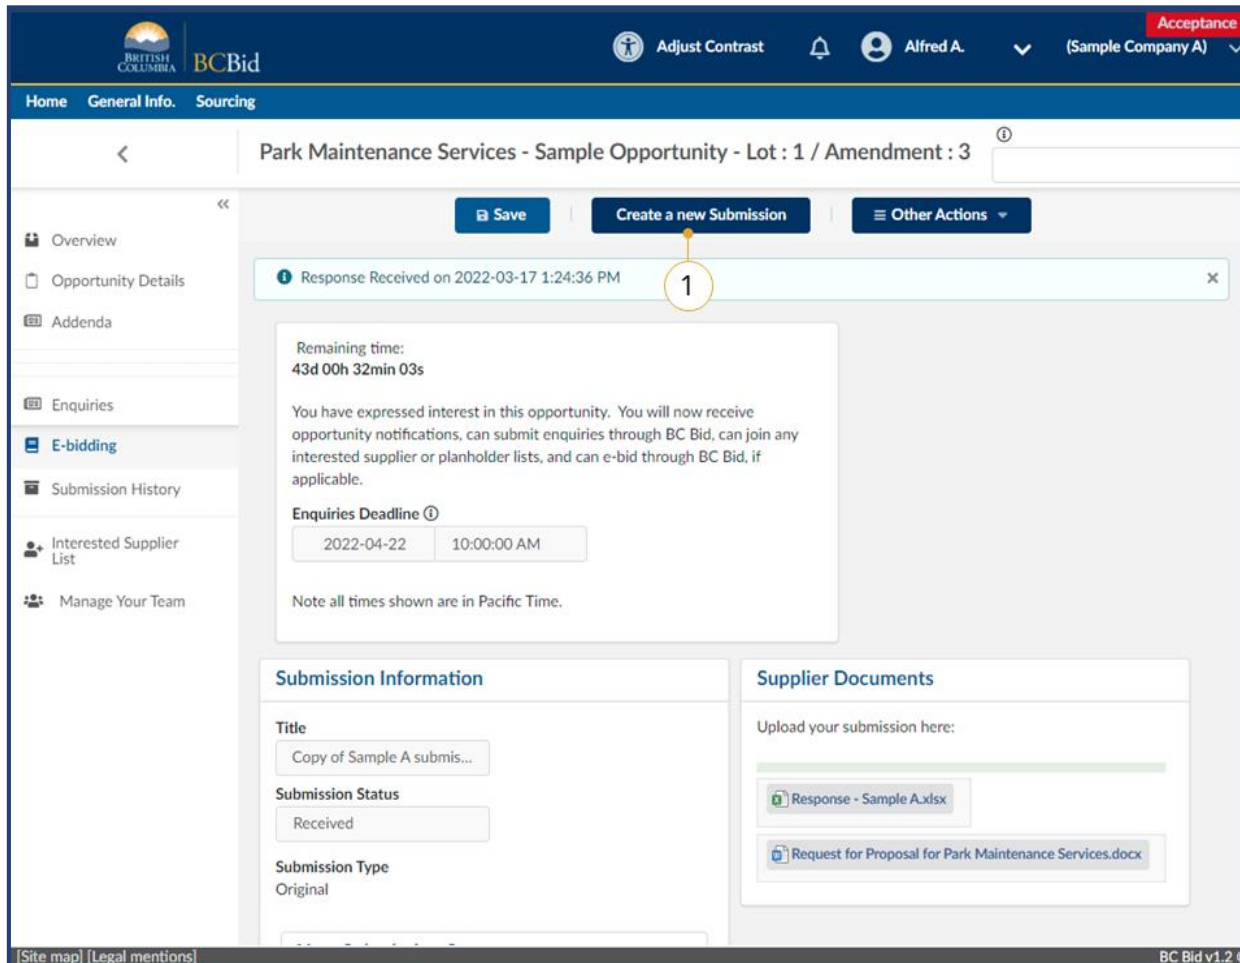 Acceptance
BRITISH
COLUMBIA
BCBid
Adjust Contrast
Alfred A.
(Sample Company A)
Home General Info. Sourcing
Park Maintenance Services - Sample Opportunity - Lot : 1 / Amendment : 3
Save
Create a new Submission
Other Actions
Overview
Opportunity Details
Addenda
Enquiries
E-bidding
Submission History
Interested Supplier
List
Manage Your Team
Response Received on 2022-03-17 1:24:36 PM
1
Remaining time:
43d 00h 32min 03s
You have expressed interest in this opportunity. You will now receive
opportunity notifications, can submit enquiries through BC Bid, can join any
interested supplier or planholder lists, and can e-bid through BC Bid, if
applicable.
Enquiries Deadline
2022-04-22 10:00:00 AM
Note all times shown are in Pacific Time.
Submission Information
Title
Copy of Sample A submis...
Submission Status
Received
Submission Type
Original
Supplier Documents
Upload your submission here:
Response - Sample A.xlsx
Request for Proposal for Park Maintenance Services.docx
[Site map] [Legal mentions]
BC Bid v1.2